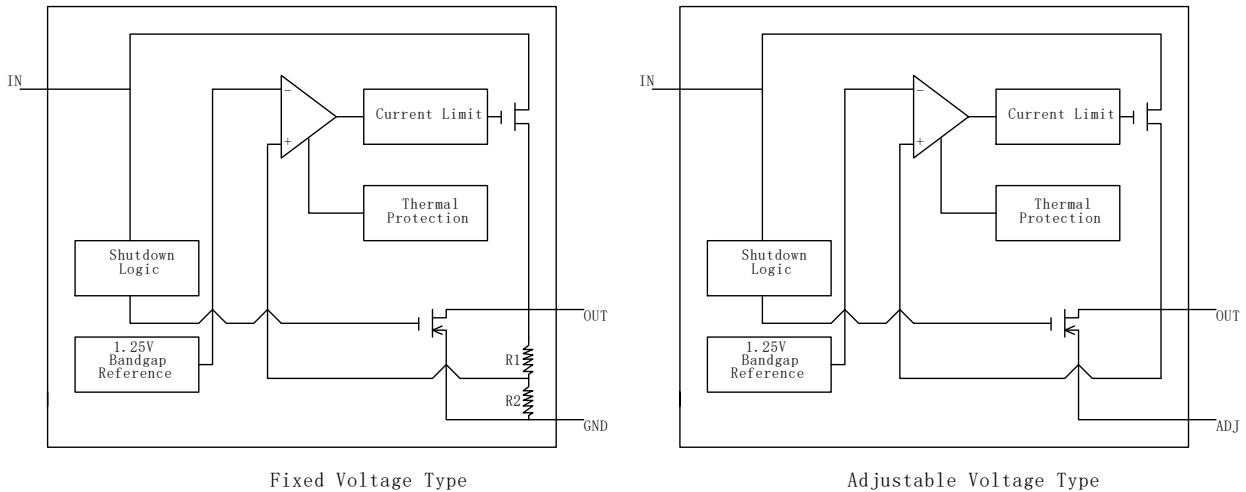 IN
−
+
Current Limit
Thermal
Protection
Shutdown
Logic
1.25V
Bandgap
Reference
R1
R2
OUT
GND
Fixed Voltage Type
IN
−
+
Current Limit
Thermal
Protection
Shutdown
Logic
1.25V
Bandgap
Reference
OUT
ADJ
Adjustable Voltage Type